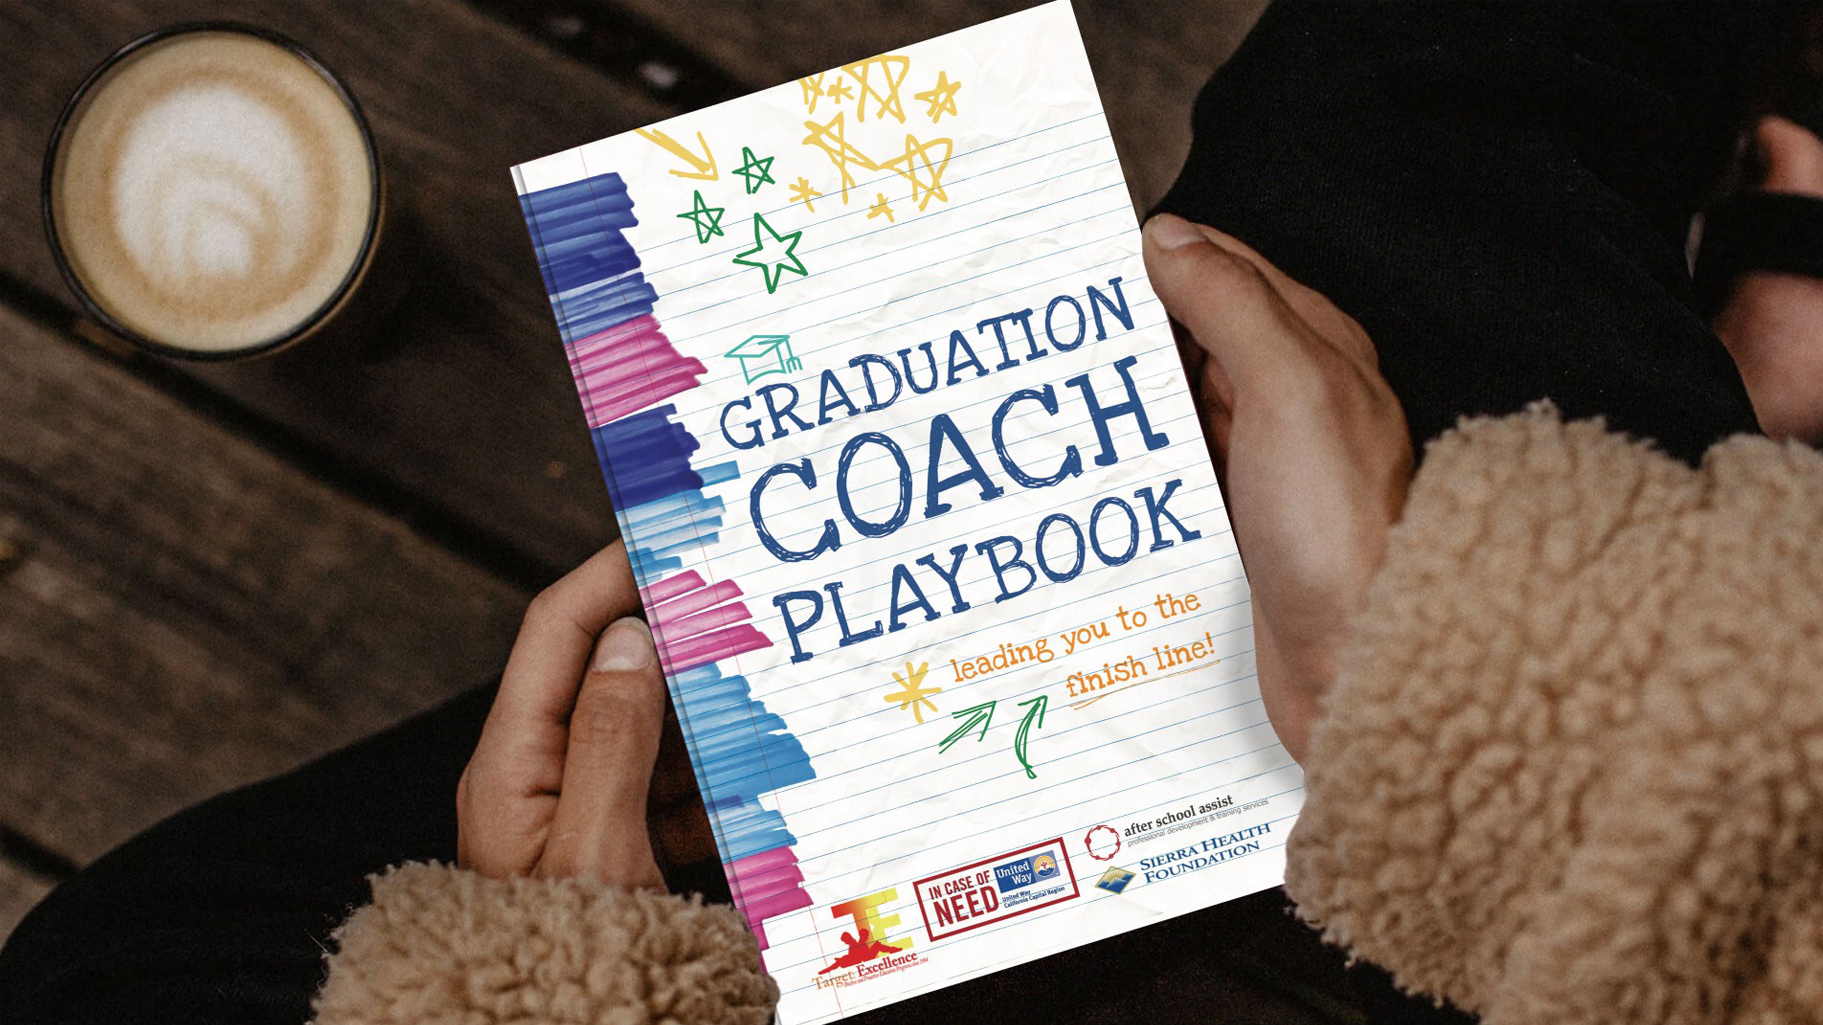 GRADUATION
COACH
PLAYBOOK
leading you to the
finish line!
after school assist
professional development & training services
SIERRA HEALTH
FOUNDATION
IN CASE OF
NEED
United
Way
United Way
California Capital Region
TE
Target: Excellence